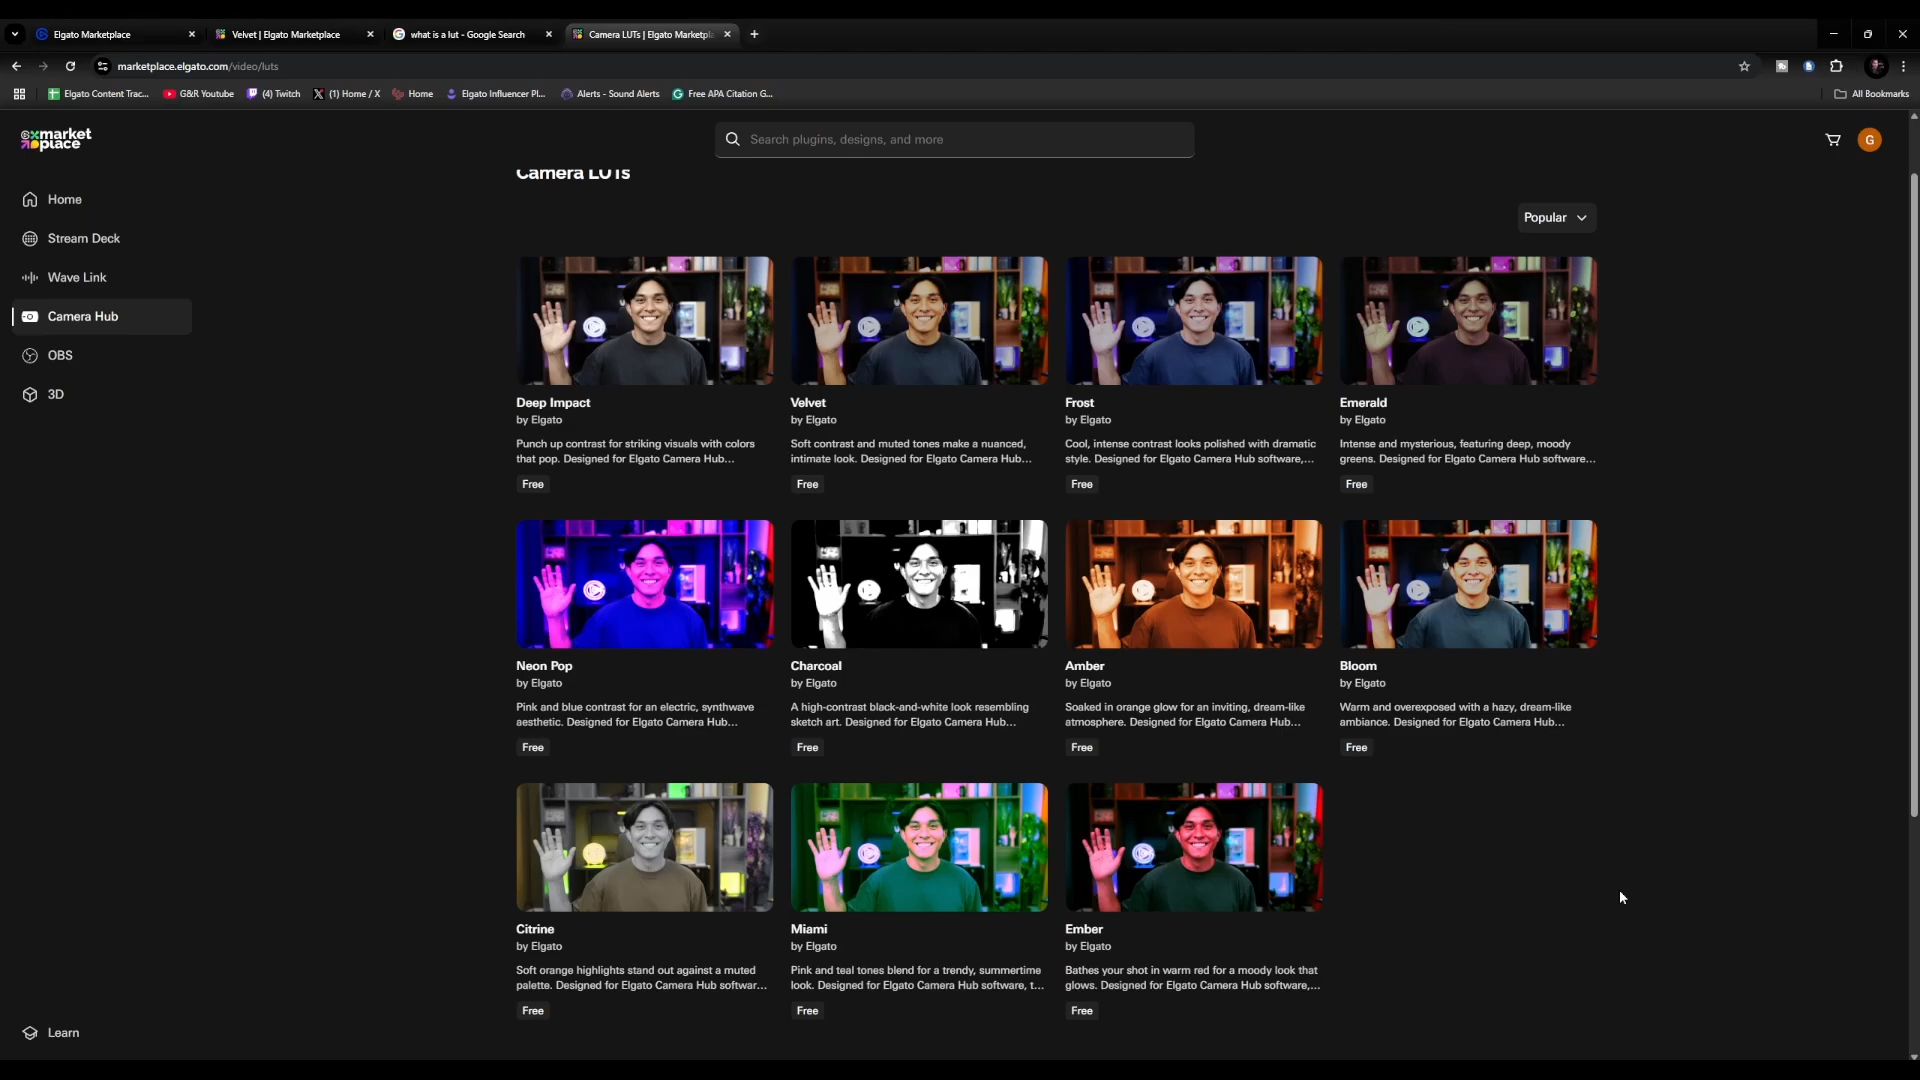 Elgato Marketplace
Velvet | Elgato Marketplace
what is a lut - Google Search
Camera LUTs | Elgato Marketpla
marketplace.elgato.com/video/luts
Elgato Content Trac...
G&R Youtube
(4) Twitch
(1) Home / X
Home
Elgato Influencer Pl...
Alerts - Sound Alerts
Free APA Citation G...
All Bookmarks
market
place
Search plugins, designs, and more
G
Home
Stream Deck
Wave Link
Camera Hub
OBS
3D
Learn
Camera LUTs
Popular
Deep Impact
by Elgato
Punch up contrast for striking visuals with colors
that pop. Designed for Elgato Camera Hub...
Free
Velvet
by Elgato
Soft contrast and muted tones make a nuanced,
intimate look. Designed for Elgato Camera Hub...
Free
Frost
by Elgato
Cool, intense contrast looks polished with dramatic
style. Designed for Elgato Camera Hub software,...
Free
Emerald
by Elgato
Intense and mysterious, featuring deep, moody
greens. Designed for Elgato Camera Hub software...
Free
Neon Pop
by Elgato
Pink and blue contrast for an electric, synthwave
aesthetic. Designed for Elgato Camera Hub...
Free
Charcoal
by Elgato
A high-contrast black-and-white look resembling
sketch art. Designed for Elgato Camera Hub...
Free
Amber
by Elgato
Soaked in orange glow for an inviting, dream-like
atmosphere. Designed for Elgato Camera Hub...
Free
Bloom
by Elgato
Warm and overexposed with a hazy, dream-like
ambiance. Designed for Elgato Camera Hub...
Free
Citrine
by Elgato
Soft orange highlights stand out against a muted
palette. Designed for Elgato Camera Hub softwar...
Free
Miami
by Elgato
Pink and teal tones blend for a trendy, summertime
look. Designed for Elgato Camera Hub software, t...
Free
Ember
by Elgato
Bathes your shot in warm red for a moody look that
glows. Designed for Elgato Camera Hub software,...
Free